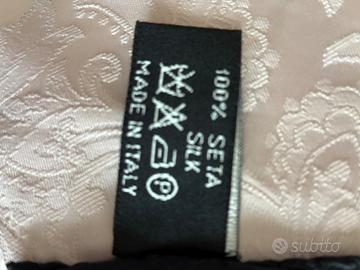 100% SETA
SILK
P
MADE IN ITALY
subito